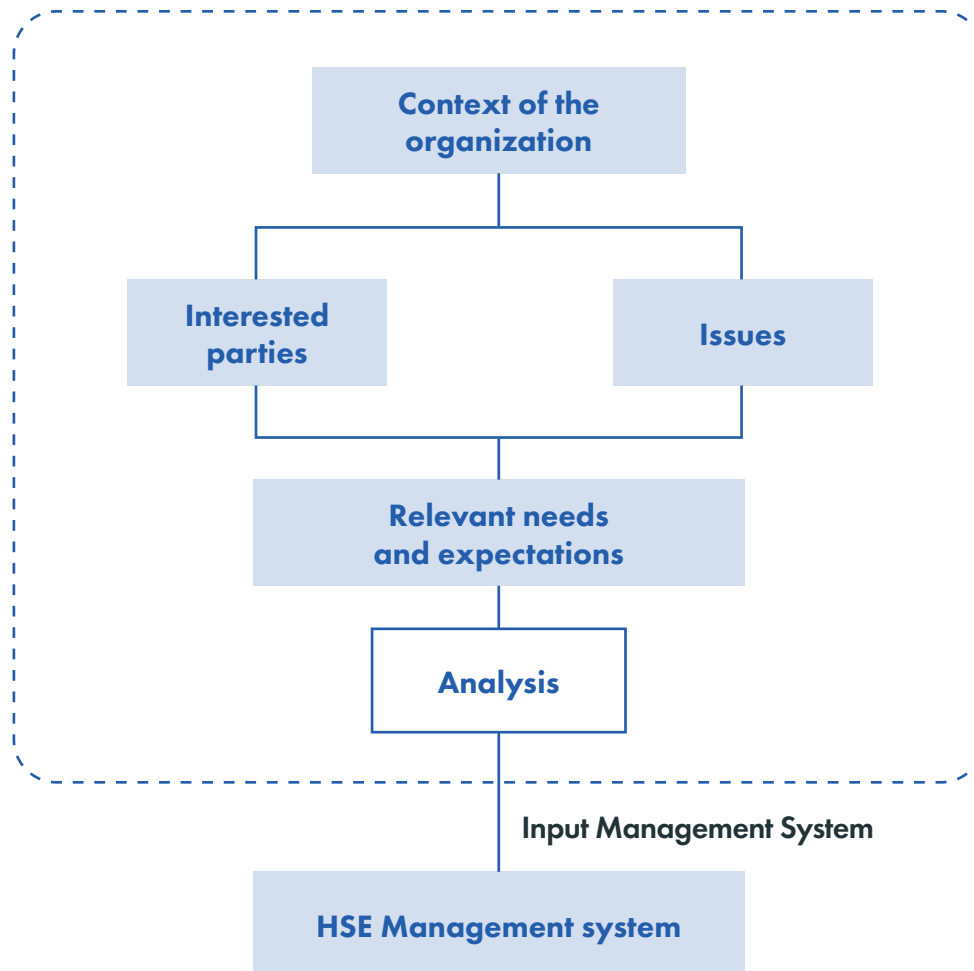 Context of the
organization
Interested
parties
Issues
Relevant needs
and expectations
Analysis
Input Management System
HSE Management system